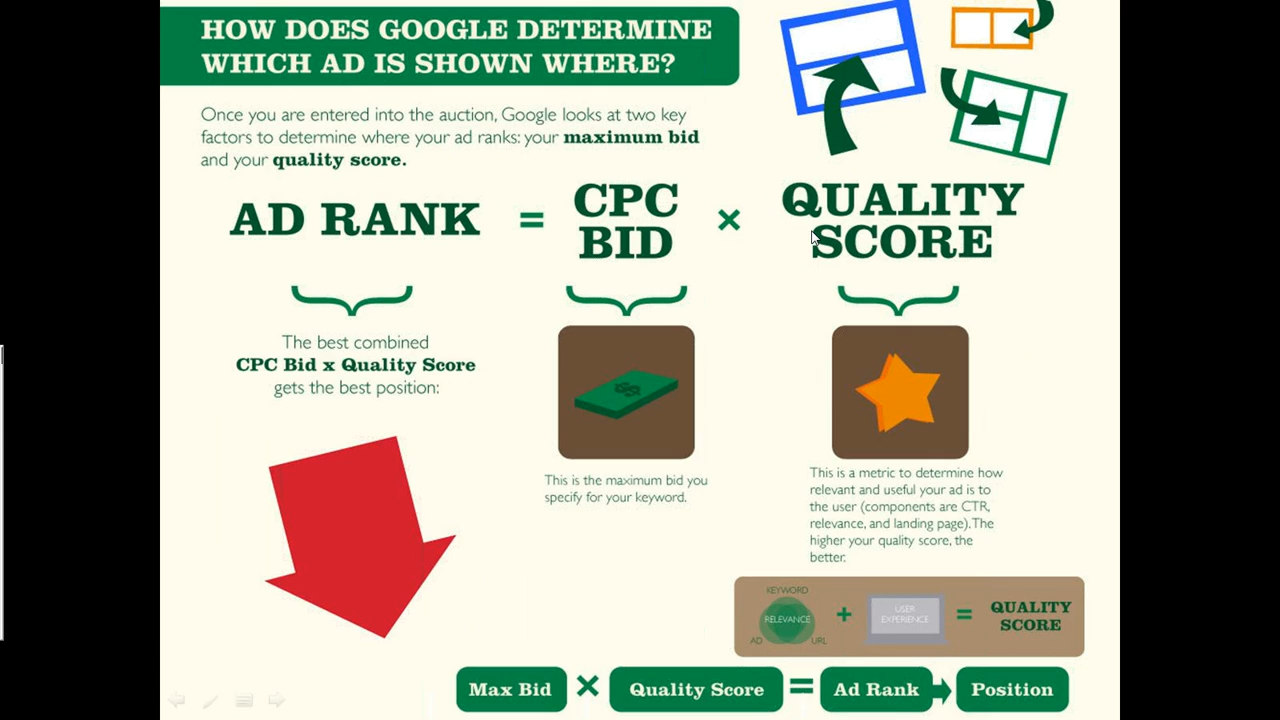 HOW DOES GOOGLE DETERMINE
WHICH AD IS SHOWN WHERE?
Once you are entered into the auction, Google looks at two key
factors to determine where your ad ranks: your maximum bid
and your quality score.
AD RANK = CPC BID × QUALITY SCORE
The best combined
CPC Bid x Quality Score
gets the best position:
$
This is the maximum bid you
specify for your keyword.
This is a metric to determine how
relevant and useful your ad is to
the user (components are CTR,
relevance, and landing page). The
higher your quality score, the
better.
KEYWORD
RELEVANCE
AD
URL
+
USER
EXPERIENCE
=
QUALITY
SCORE
Max Bid × Quality Score = Ad Rank Position